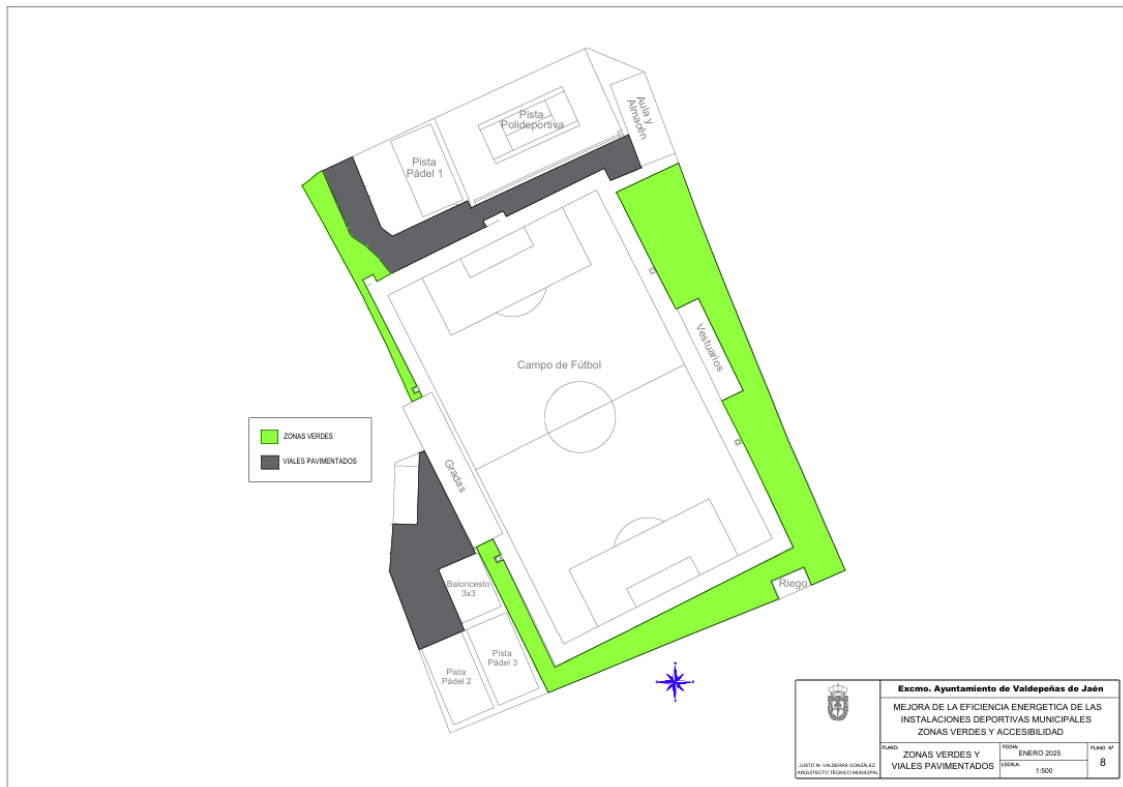 Pista
Polideportiva
Aula y
Almacén
Pista
Pádel 1
Campo de Fútbol
Vestuarios
ZONAS VERDES
VIALES PAVIMENTADOS
Gradas
Baloncesto
3x3
Riego
Pista
Pádel 3
Pista
Pádel 2
Excmo. Ayuntamiento de Valdepeñas de Jaén
MEJORA DE LA EFICIENCIA ENERGETICA DE LAS
INSTALACIONES DEPORTIVAS MUNICIPALES
ZONAS VERDES Y ACCESIBILIDAD
PLANO:
ZONAS VERDES Y
VIALES PAVIMENTADOS
FECHA:
ENERO 2025
ESCALA:
1:500
PLANO Nº
8
JUSTO M. VALDERAS GONZÁLEZ
ARQUITECTO TÉCNICO MUNICIPAL